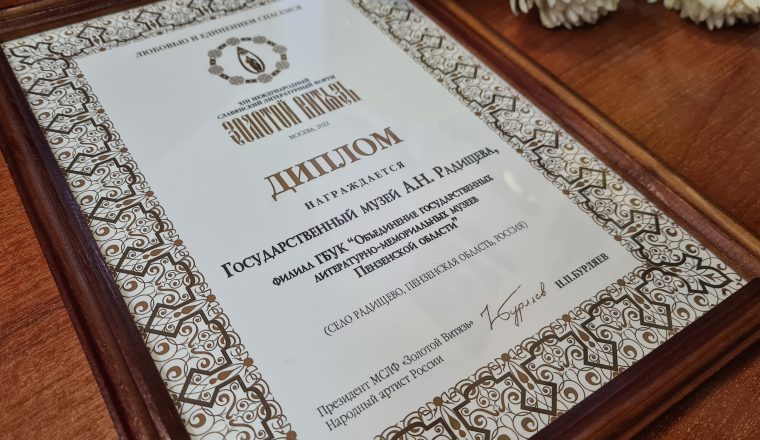 ЛЮБОВЬЮ И ЕДИНЕНИЕМ СПАСЕМСЯ
XIII МЕЖДУНАРОДНЫЙ
СЛАВЯНСКИЙ ЛИТЕРАТУРНЫЙ ФОРУМ
ЗОЛОТОЙ ВИТЯЗЬ
МОСКВА, 2022
ДИПЛОМ
НАГРАЖДАЕТСЯ
ГОСУДАРСТВЕННЫЙ МУЗЕЙ А.Н. РАДИЩЕВА,
ФИЛИАЛ ГБУК "ОБЪЕДИНЕНИЕ ГОСУДАРСТВЕННЫХ
ЛИТЕРАТУРНО-МЕМОРИАЛЬНЫХ МУЗЕЕВ
ПЕНЗЕНСКОЙ ОБЛАСТИ"
(СЕЛО РАДИЩЕВО, ПЕНЗЕНСКАЯ ОБЛАСТЬ, РОССИЯ)
Президент МСДФ «Золотой Витязь»
Народный артист России
Н.Бурляев
Н.П.БУРЛЯЕВ